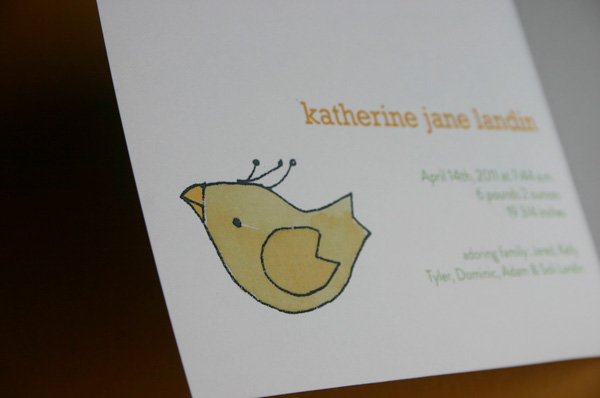 katherine jane landin
April 14th, 2011 at 7:44 a.m.
6 pounds 2 ounces
19 3/4 inches
adoring family: Jared, Kelly
Tyler, Dominic, Adam & Landin